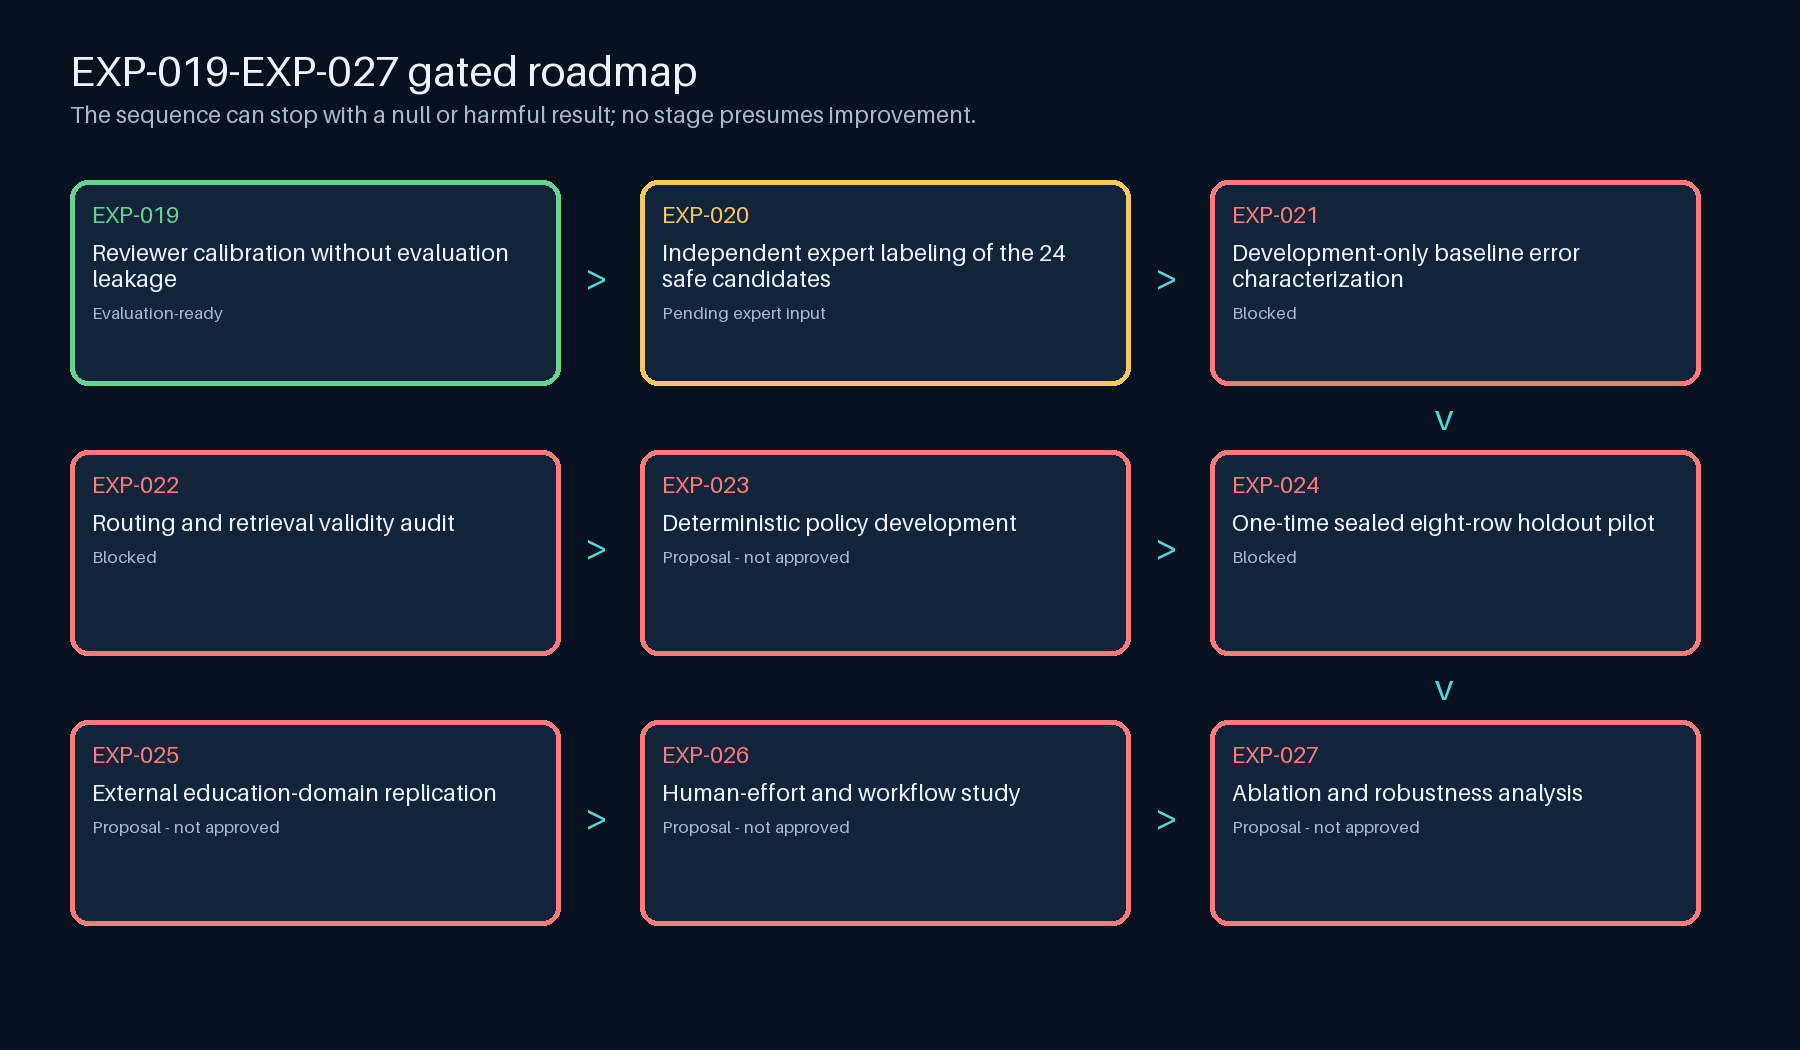 EXP-019-EXP-027 gated roadmap
The sequence can stop with a null or harmful result; no stage presumes improvement.
EXP-019
Reviewer calibration without evaluation
leakage
Evaluation-ready
>
EXP-020
Independent expert labeling of the 24
safe candidates
Pending expert input
>
EXP-021
Development-only baseline error
characterization
Blocked
v
EXP-022
Routing and retrieval validity audit
Blocked
>
EXP-023
Deterministic policy development
Proposal - not approved
>
EXP-024
One-time sealed eight-row holdout pilot
Blocked
v
EXP-025
External education-domain replication
Proposal - not approved
>
EXP-026
Human-effort and workflow study
Proposal - not approved
>
EXP-027
Ablation and robustness analysis
Proposal - not approved